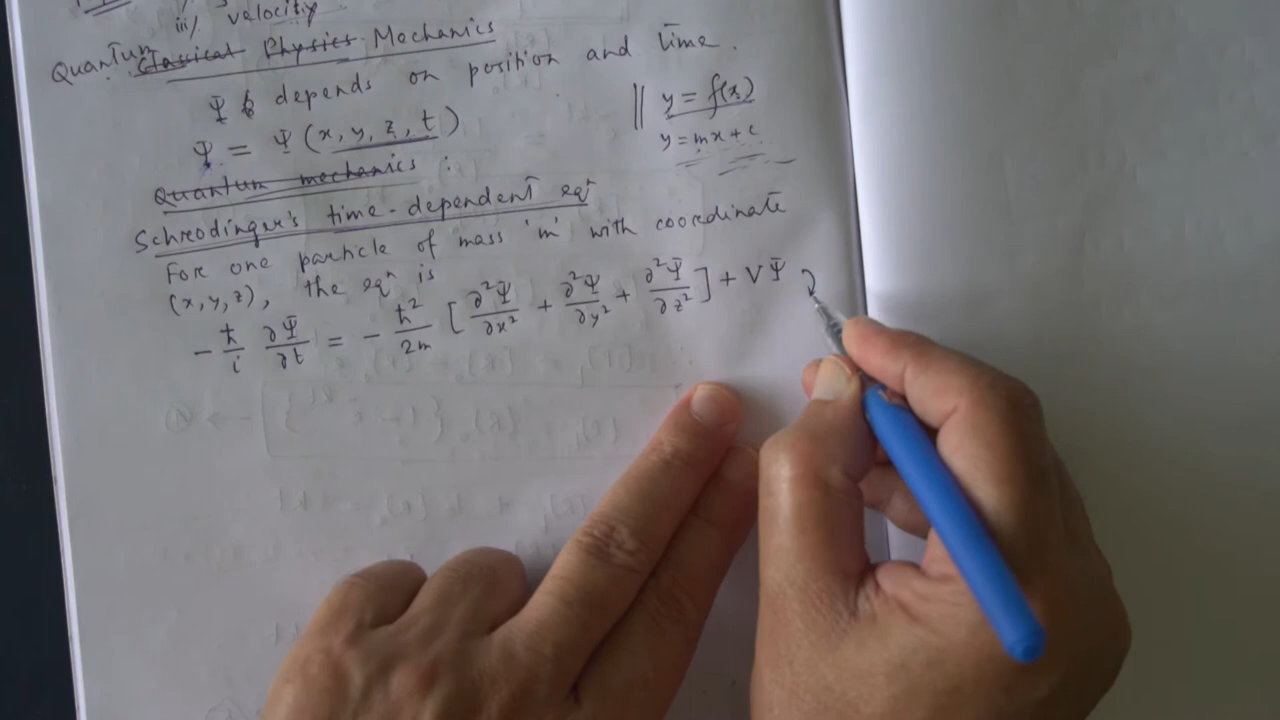 iii/ velocitiy
Quantum Classical Physics Mechanics
Ψ depends on position and time.
Ψ = Ψ (x, y, z, t)
|| y = f(x)
y = mx + c
Quantum mechanics :
Schrodinger's time-dependent eqⁿ
For one particle of mass 'm' with coordinate
(x, y, z), the eqⁿ is
- ħ/i ∂Ψ/∂t = - ħ²/2m [ ∂²Ψ/∂x² + ∂²Ψ/∂y² + ∂²Ψ/∂z² ] + VΨ